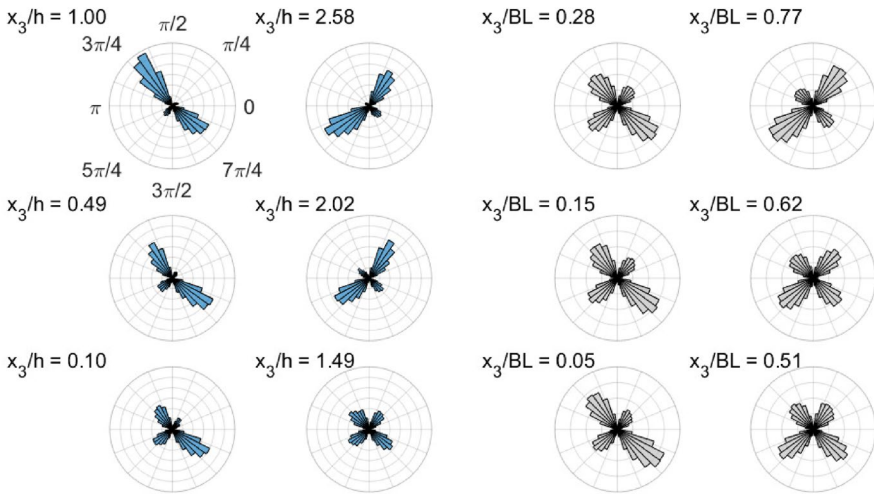 x₃/h = 1.00 x₃/h = 2.58 x₃/BL = 0.28 x₃/BL = 0.77
3π/4 π/2 π/4
π 0
5π/4 3π/2 7π/4
x₃/h = 0.49 x₃/h = 2.02 x₃/BL = 0.15 x₃/BL = 0.62
x₃/h = 0.10 x₃/h = 1.49 x₃/BL = 0.05 x₃/BL = 0.51